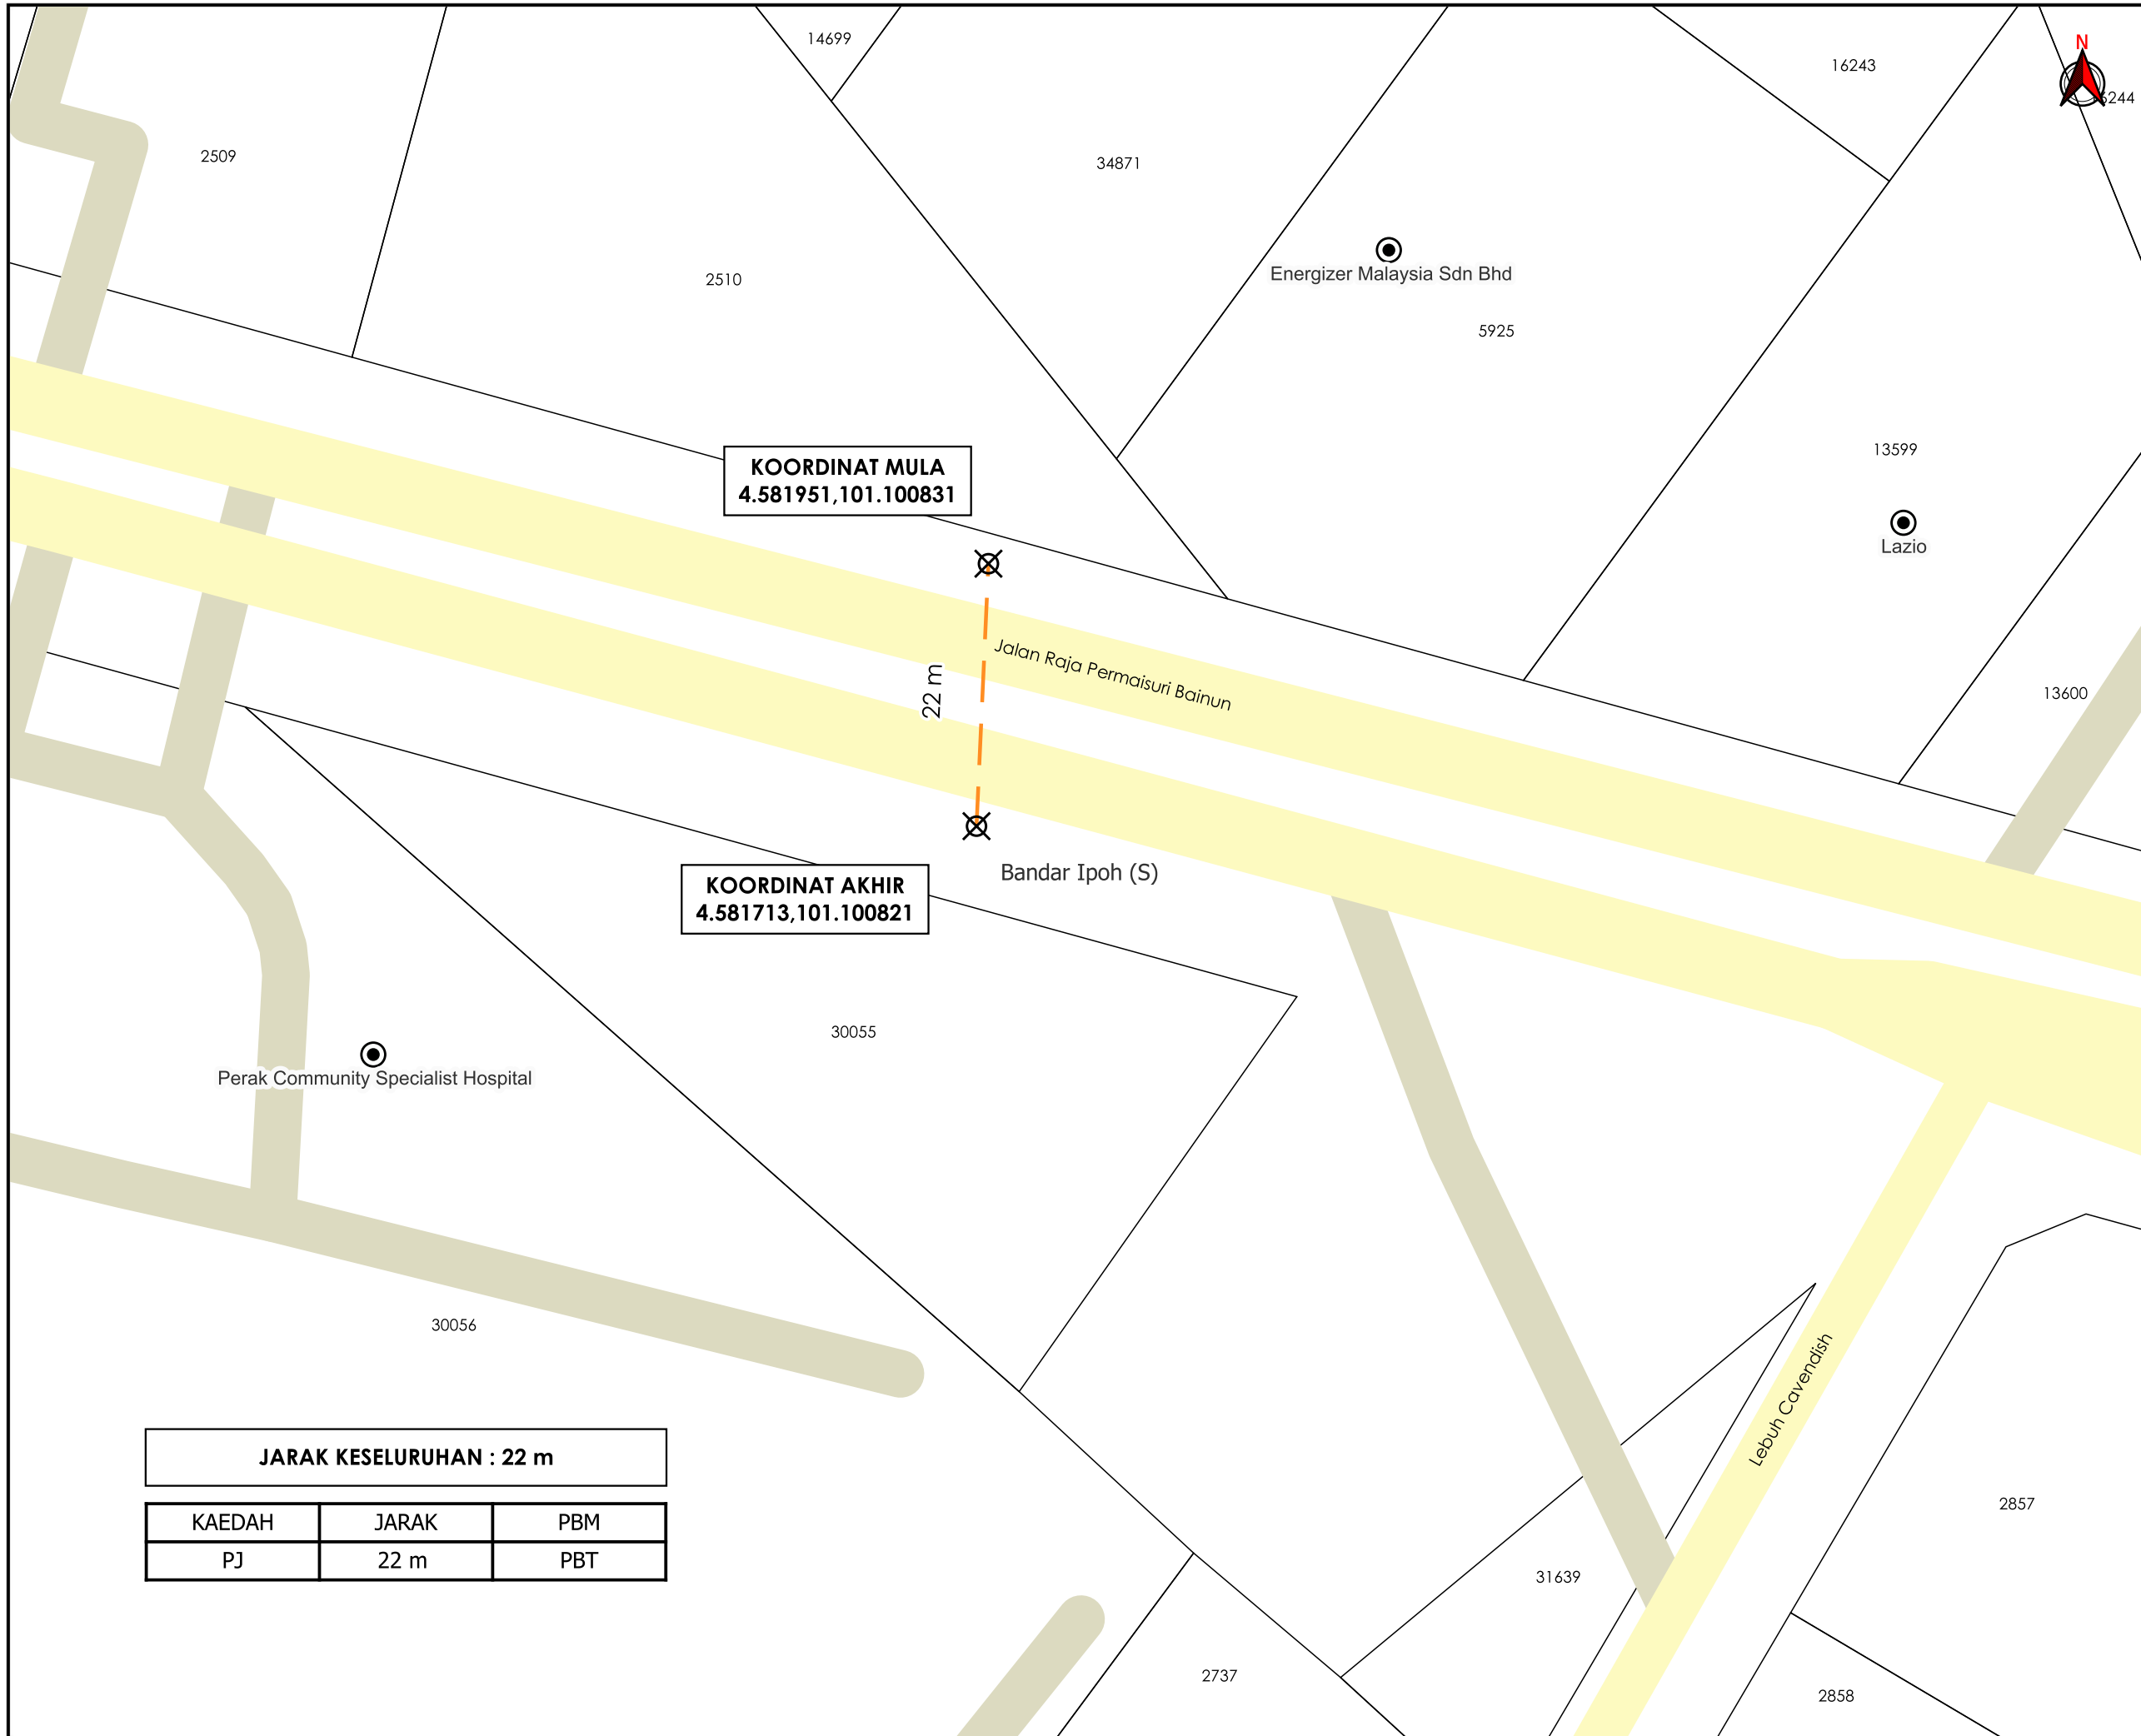 14699
16243
N
2509
34871
2510
Energizer Malaysia Sdn Bhd
5925
KOORDINAT MULA
4.581951,101.100831
13599
Lazio
Jalan Raja Permaisuri Bainun
22 m
13600
Bandar Ipoh (S)
KOORDINAT AKHIR
4.581713,101.100821
30055
Perak Community Specialist Hospital
30056
Lebuh Cavendish
JARAK KESELURUHAN : 22 m
KAEDAH JARAK PBM
PJ 22 m PBT
2857
31639
2737
2858